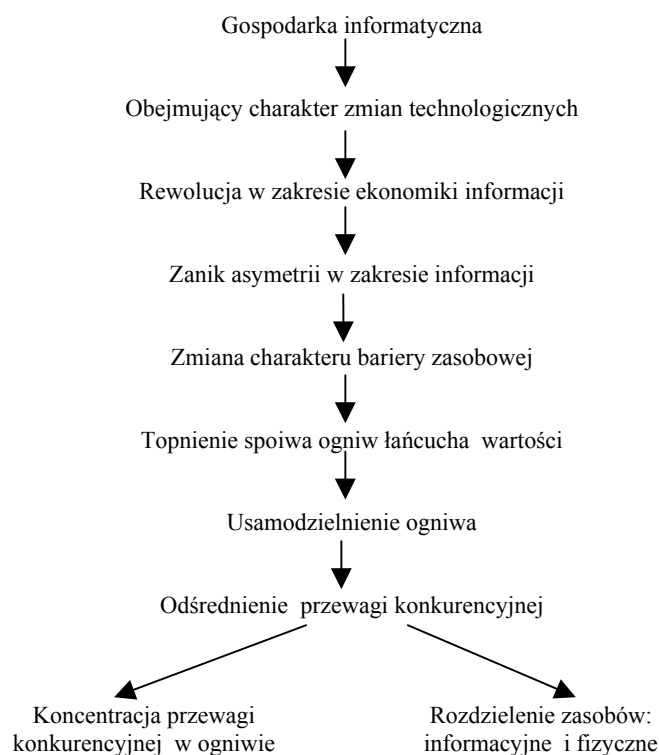 Gospodarka informatyczna
Obejmujący charakter zmian technologicznych
Rewolucja w zakresie ekonomiki informacji
Zanik asymetrii w zakresie informacji
Zmiana charakteru bariery zasobowej
Topnienie spoiwa ogniw łańcucha wartości
Usamodzielnienie ogniwa
Odśrednienie przewagi konkurencyjnej
Koncentracja przewagi
konkurencyjnej w ogniwie
Rozdzielenie zasobów:
informacyjne i fizyczne